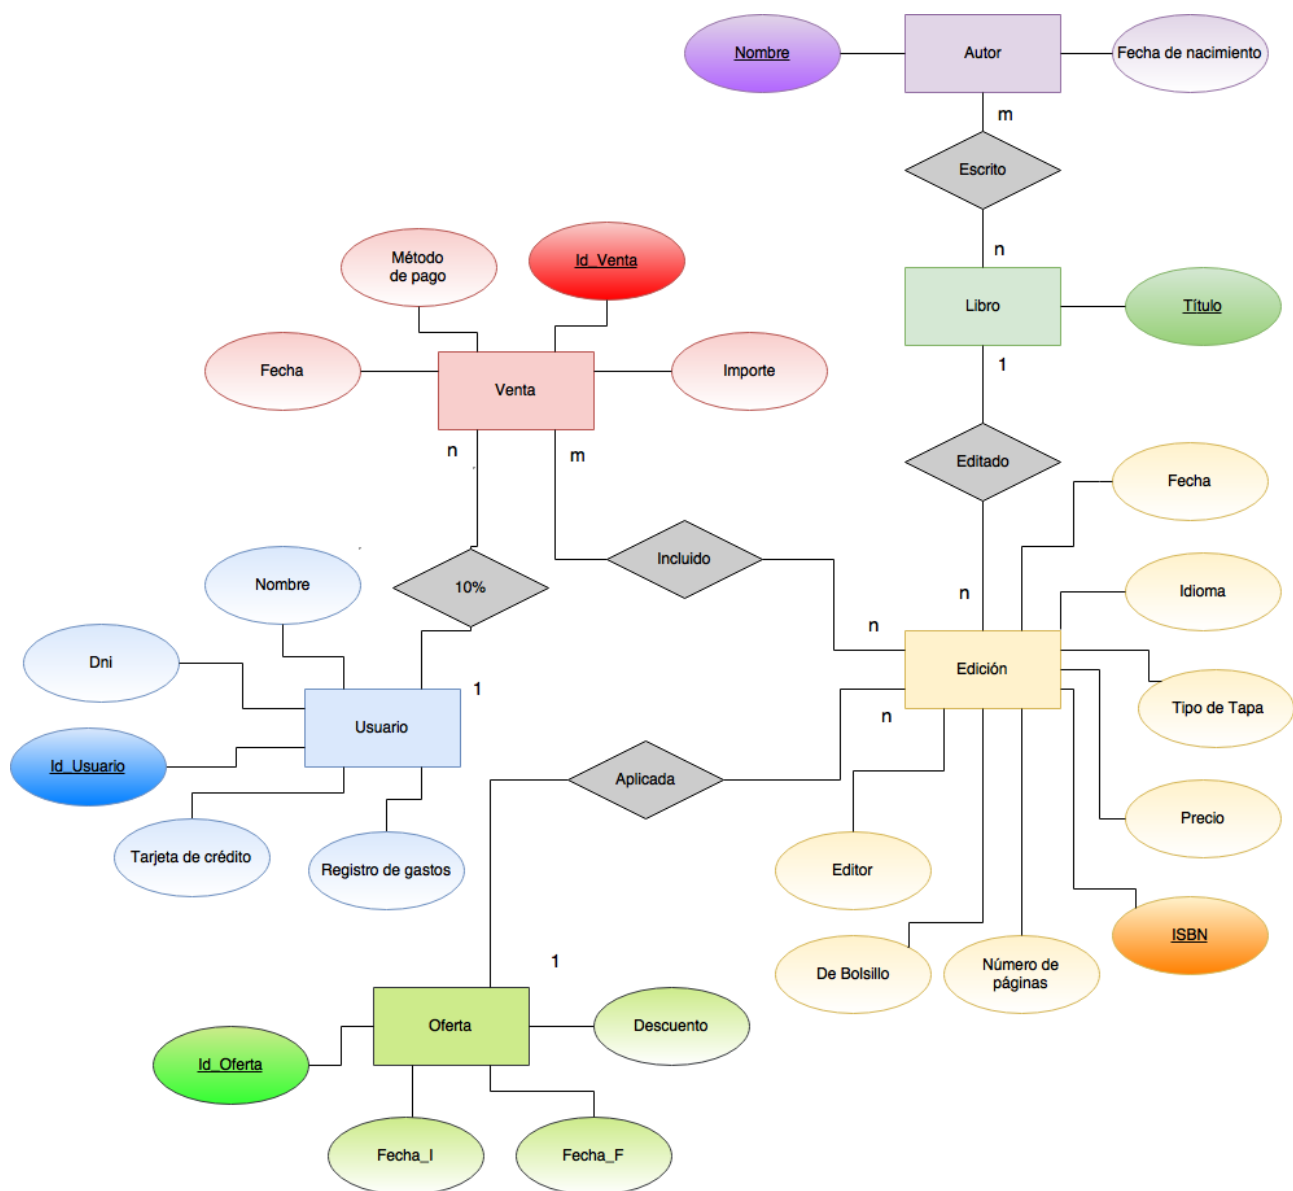 Nombre
Autor
Fecha de nacimiento
m
Escrito
n
Método
de pago
Id_Venta
Libro
Título
Fecha
Venta
Importe
1
n
m
Editado
Fecha
Incluido
Nombre
10%
Idioma
n
n
Dni
Edición
1
Tipo de Tapa
n
Usuario
Id_Usuario
Aplicada
Precio
Tarjeta de crédito
Registro de gastos
Editor
ISBN
1
De Bolsillo
Número de
páginas
Oferta
Descuento
Id_Oferta
Fecha_I
Fecha_F